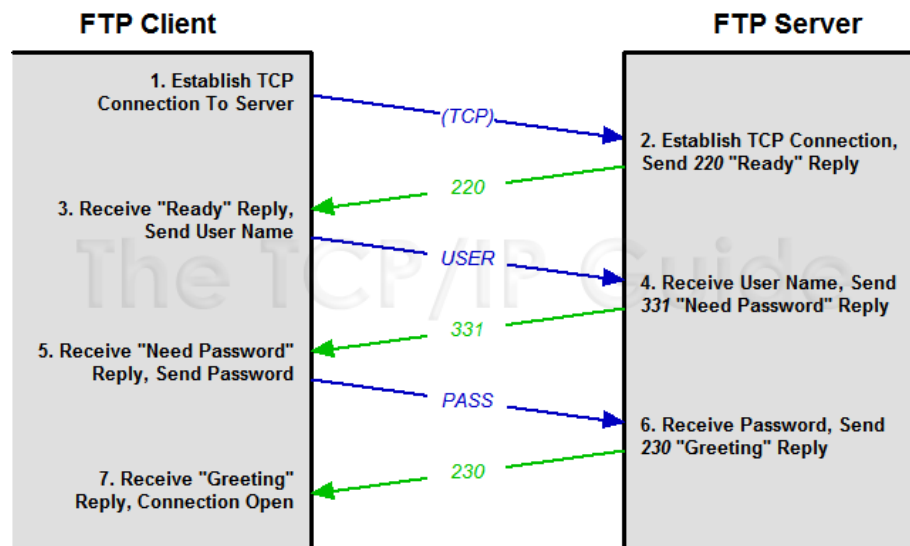 FTP Client
FTP Server
1. Establish TCP
Connection To Server
(TCP)
2. Establish TCP Connection,
Send 220 "Ready" Reply
220
3. Receive "Ready" Reply,
Send User Name
The TCP/IP Guide
USER
4. Receive User Name, Send
331 "Need Password" Reply
331
5. Receive "Need Password"
Reply, Send Password
PASS
6. Receive Password, Send
230 "Greeting" Reply
230
7. Receive "Greeting"
Reply, Connection Open